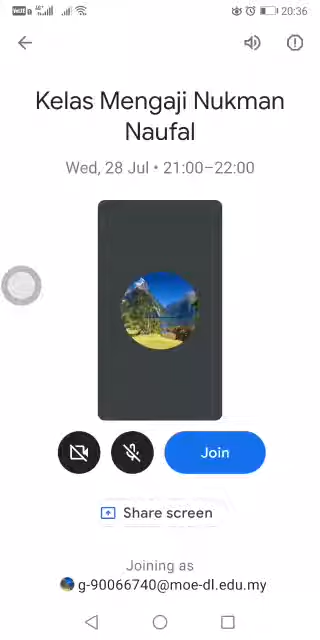 20:36
Kelas Mengaji Nukman
Naufal
Wed, 28 Jul • 21:00–22:00
Join
Share screen
Joining as
g-90066740@moe-dl.edu.my